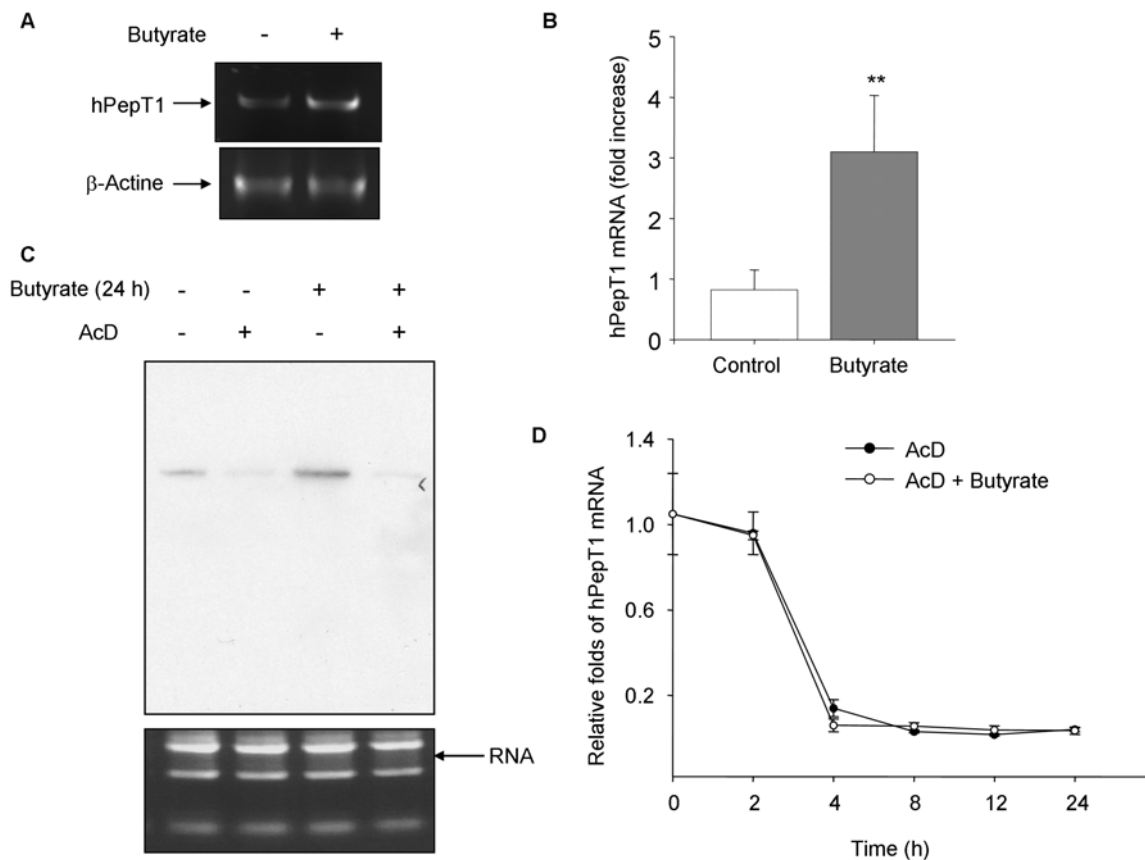 A
Butyrate - +
hPepT1
β-Actine
B
hPepT1 mRNA (fold increase)
5
4
3
2
1
0
**
Control Butyrate
C
Butyrate (24 h) - - + +
AcD - + - +
RNA
D
Relative folds of hPepT1 mRNA
1.4
1.0
0.6
0.2
AcD
AcD + Butyrate
0 2 4 8 12 24
Time (h)